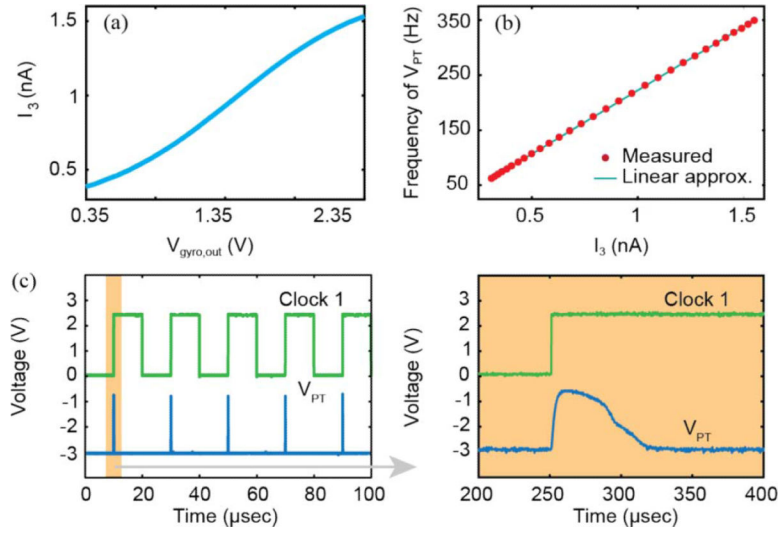 (a)
1.5
1
0.5
I3 (nA)
0.35
1.35
2.35
Vgyro,out (V)
(b)
350
250
150
50
Frequency of VPT (Hz)
Measured
Linear approx.
0.5
1
1.5
I3 (nA)
(c)
3
2
1
0
-1
-2
-3
Voltage (V)
Clock 1
VPT
0
20
40
60
80
100
Time (μsec)
3
2
1
0
-1
-2
-3
Voltage (V)
Clock 1
VPT
200
250
300
350
400
Time (μsec)